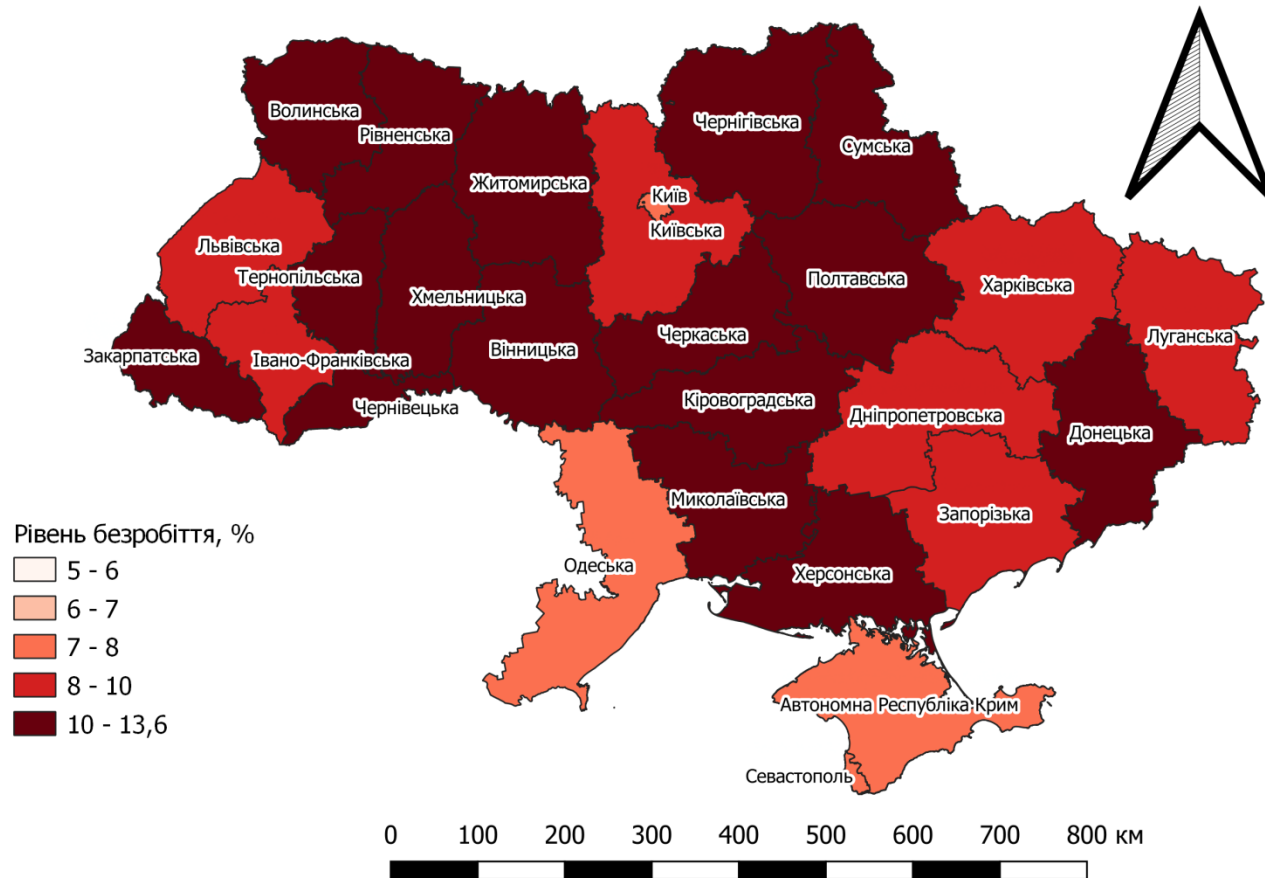 Волинська
Рівненська
Чернігівська
Сумська
Житомирська
Київ
Київська
Львівська
Тернопільська
Хмельницька
Полтавська
Харківська
Луганська
Закарпатська
Івано-Франківська
Вінницька
Черкаська
Чернівецька
Кіровоградська
Дніпропетровська
Донецька
Миколаївська
Запорізька
Одеська
Херсонська
Автономна Республіка Крим
Севастополь
Рівень безробіття, %
5 - 6
6 - 7
7 - 8
8 - 10
10 - 13,6
0 100 200 300 400 500 600 700 800 км